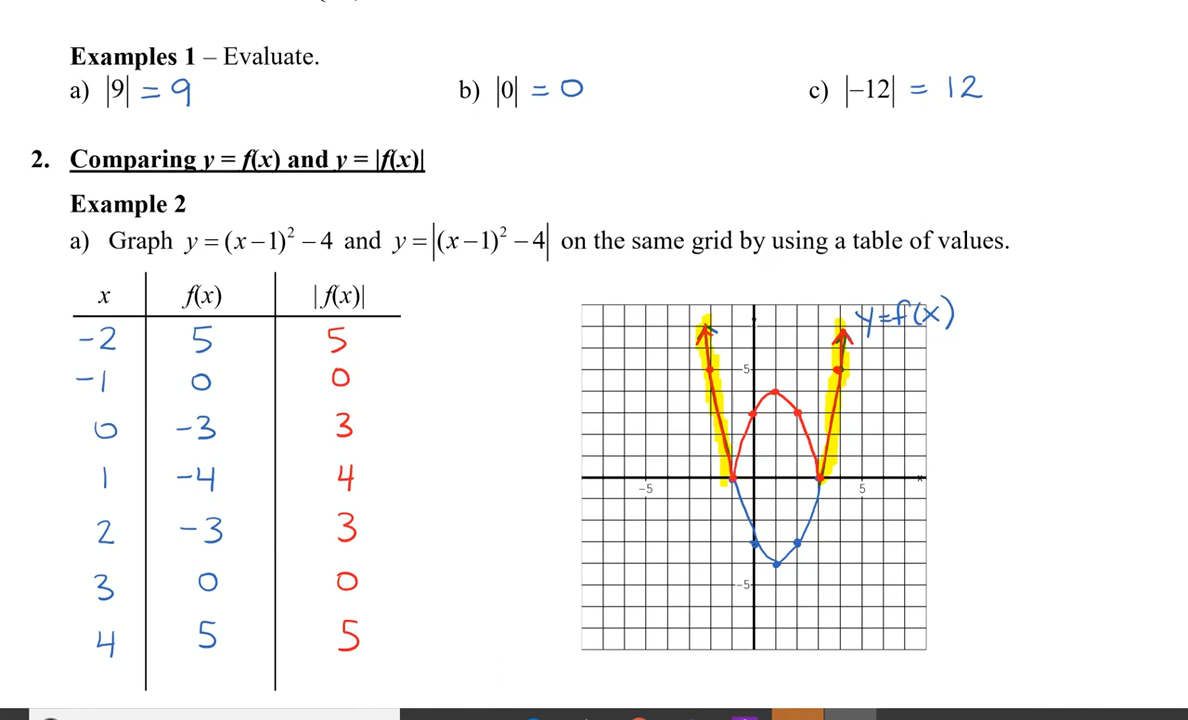 Examples 1 – Evaluate.
a) |9| = 9 b) |0| = 0 c) |–12| = 12
2. Comparing y = f(x) and y = |f(x)|
Example 2
a) Graph y = (x – 1)² – 4 and y = |(x – 1)² – 4| on the same grid by using a table of values.
x f(x) |f(x)|
-2 5 5
-1 0 0
0 -3 3
1 -4 4
2 -3 3
3 0 0
4 5 5
y=f(x)
5
-5 5 x
-5